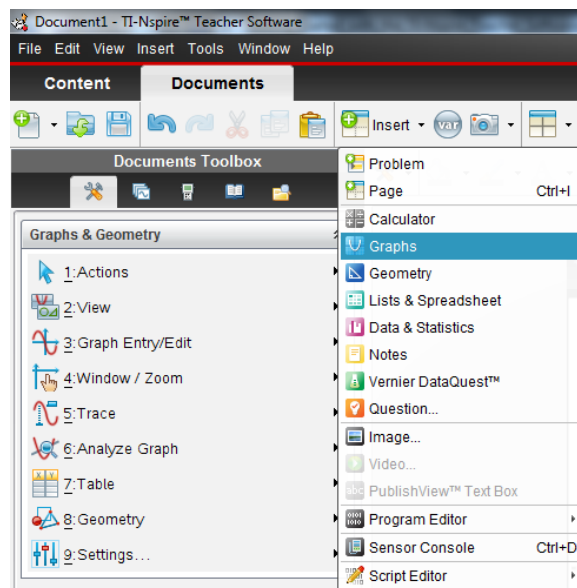 Document1 - TI-Nspire™ Teacher Software
File Edit View Insert Tools Window Help
Content Documents
Insert var
Documents Toolbox
Graphs & Geometry
1:Actions
2:View
3:Graph Entry/Edit
4:Window / Zoom
5:Trace
6:Analyze Graph
7:Table
8:Geometry
9:Settings...
Problem
Page Ctrl+I
Calculator
Graphs
Geometry
Lists & Spreadsheet
Data & Statistics
Notes
Vernier DataQuest™
Question...
Image...
Video...
abc PublishView™ Text Box
Program Editor
Sensor Console Ctrl+D
Script Editor